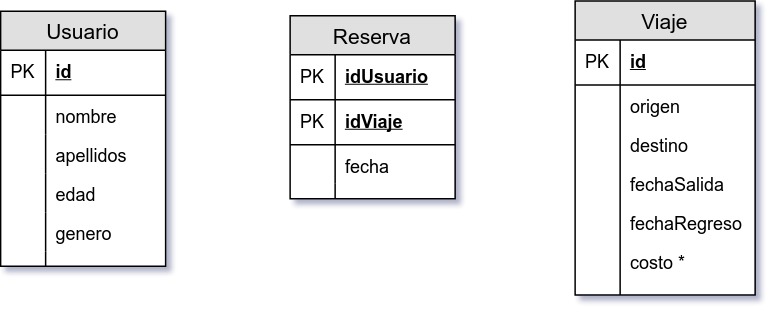 Usuario
PK id
nombre
apellidos
edad
genero
Reserva
PK idUsuario
PK idViaje
fecha
Viaje
PK id
origen
destino
fechaSalida
fechaRegreso
costo *